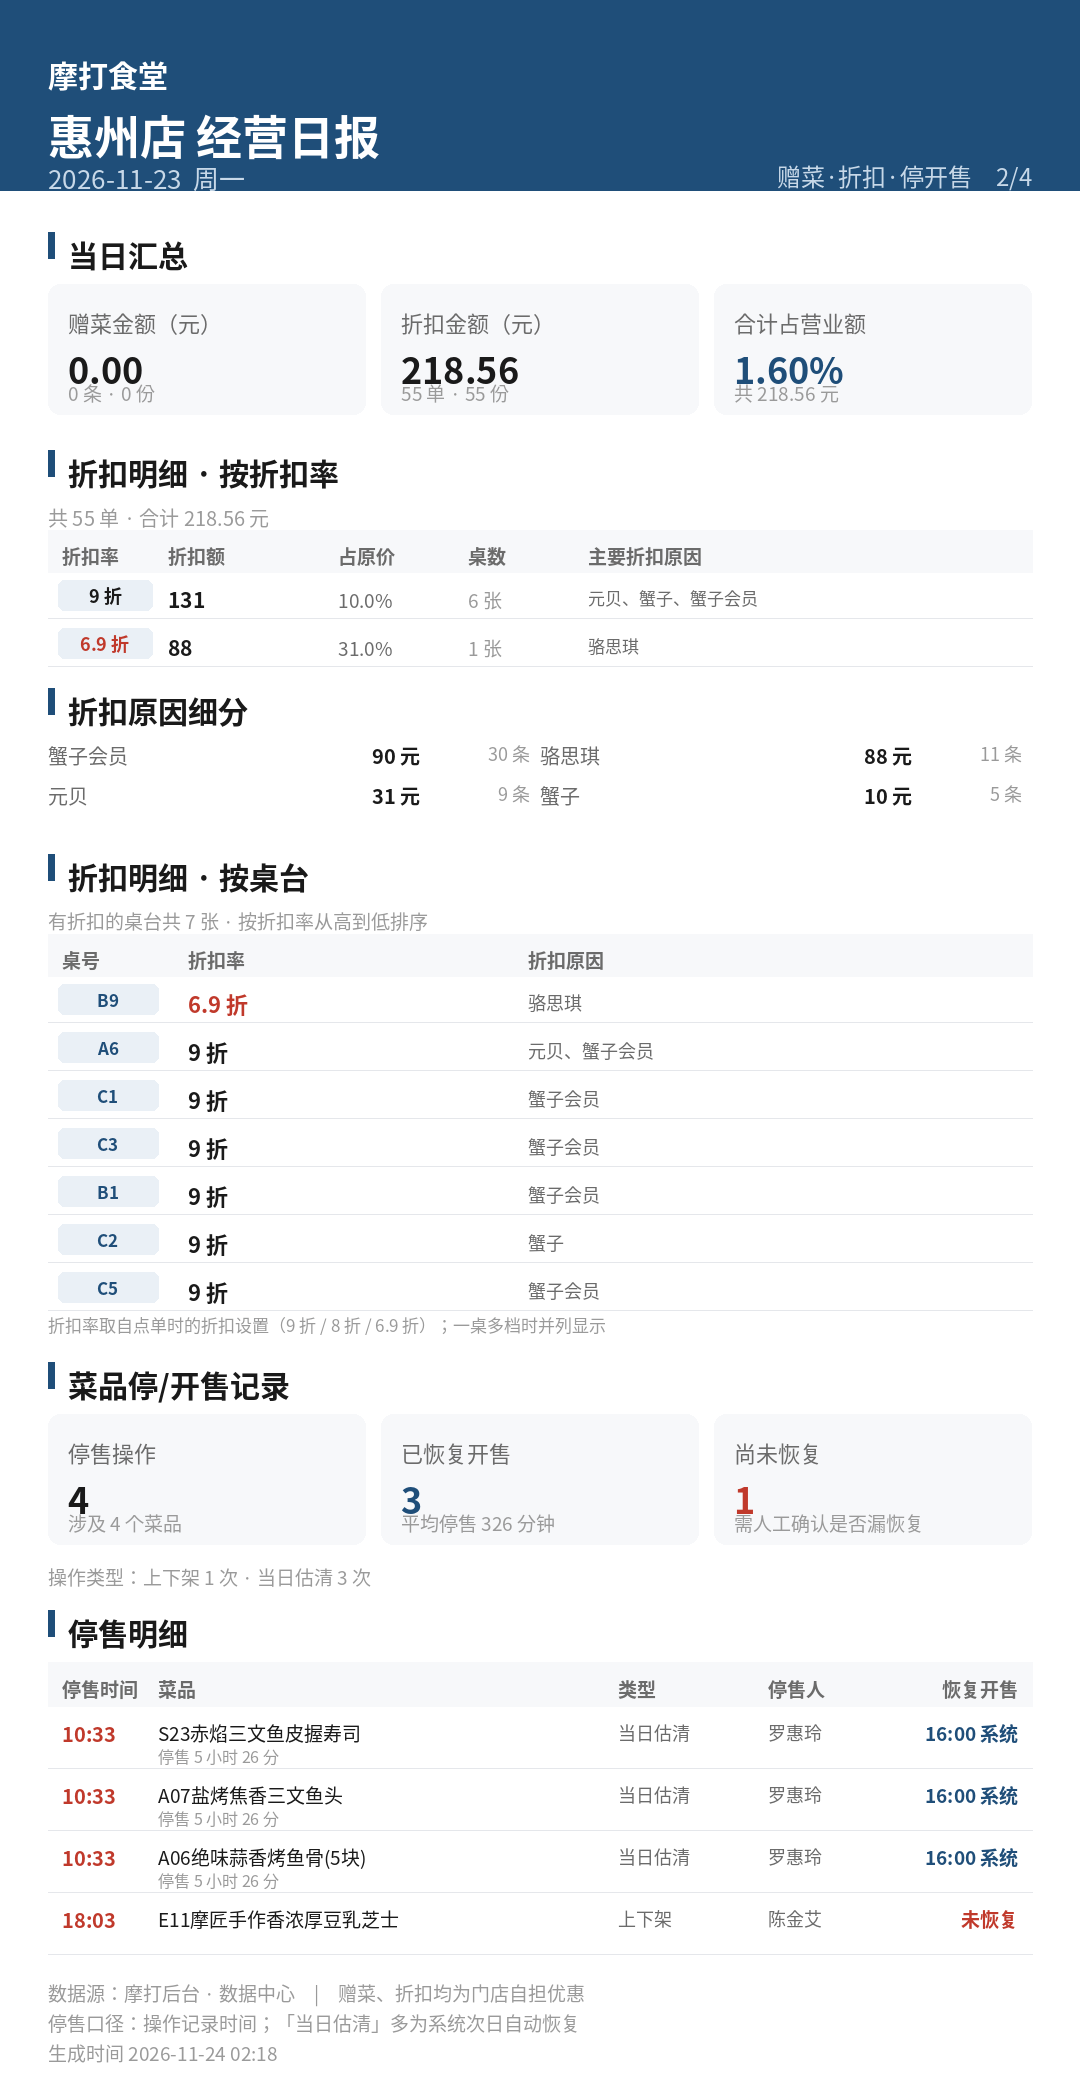 摩打食堂
惠州店 经营日报
2026-11-23 周一
赠菜·折扣·停开售 2/4
当日汇总
赠菜金额（元） 折扣金额（元） 合计占营业额
0.00 218.56 1.60%
0 条 · 0 份 55 单 · 55 份 共 218.56 元
折扣明细 · 按折扣率
共 55 单 · 合计 218.56 元
折扣率 折扣额 占原价 桌数 主要折扣原因
9 折 131 10.0% 6 张 元贝、蟹子、蟹子会员
6.9 折 88 31.0% 1 张 骆思琪
折扣原因细分
蟹子会员 90 元 30 条 骆思琪 88 元 11 条
元贝 31 元 9 条 蟹子 10 元 5 条
折扣明细 · 按桌台
有折扣的桌台共 7 张 · 按折扣率从高到低排序
桌号 折扣率 折扣原因
B9 6.9 折 骆思琪
A6 9 折 元贝、蟹子会员
C1 9 折 蟹子会员
C3 9 折 蟹子会员
B1 9 折 蟹子会员
C2 9 折 蟹子
C5 9 折 蟹子会员
折扣率取自点单时的折扣设置（9 折 / 8 折 / 6.9 折）；一桌多档时并列显示
菜品停/开售记录
停售操作 已恢复开售 尚未恢复
4 3 1
涉及 4 个菜品 平均停售 326 分钟 需人工确认是否漏恢复
操作类型：上下架 1 次 · 当日估清 3 次
停售明细
停售时间 菜品 类型 停售人 恢复开售
10:33 S23赤焰三文鱼皮握寿司 当日估清 罗惠玲 16:00 系统
停售 5 小时 26 分
10:33 A07盐烤焦香三文鱼头 当日估清 罗惠玲 16:00 系统
停售 5 小时 26 分
10:33 A06绝味蒜香烤鱼骨(5块) 当日估清 罗惠玲 16:00 系统
停售 5 小时 26 分
18:03 E11摩匠手作香浓厚豆乳芝士 上下架 陈金艾 未恢复
数据源：摩打后台 · 数据中心 | 赠菜、折扣均为门店自担优惠
停售口径：操作记录时间；「当日估清」多为系统次日自动恢复
生成时间 2026-11-24 02:18